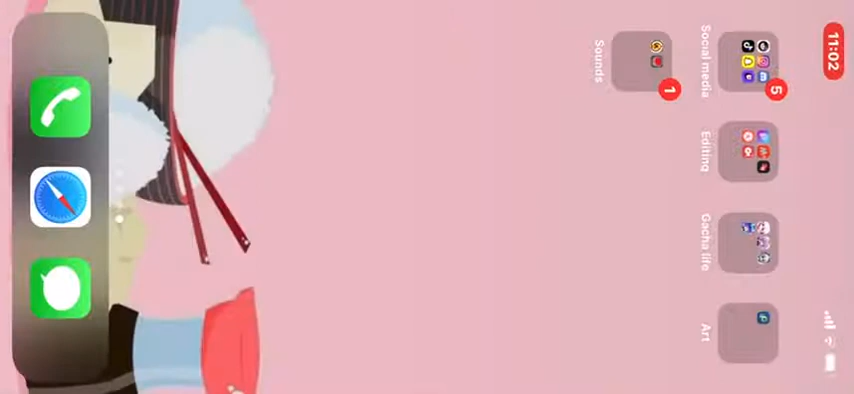 11:02
5
Social media
Editing
Gacha life
Art
1
Sounds